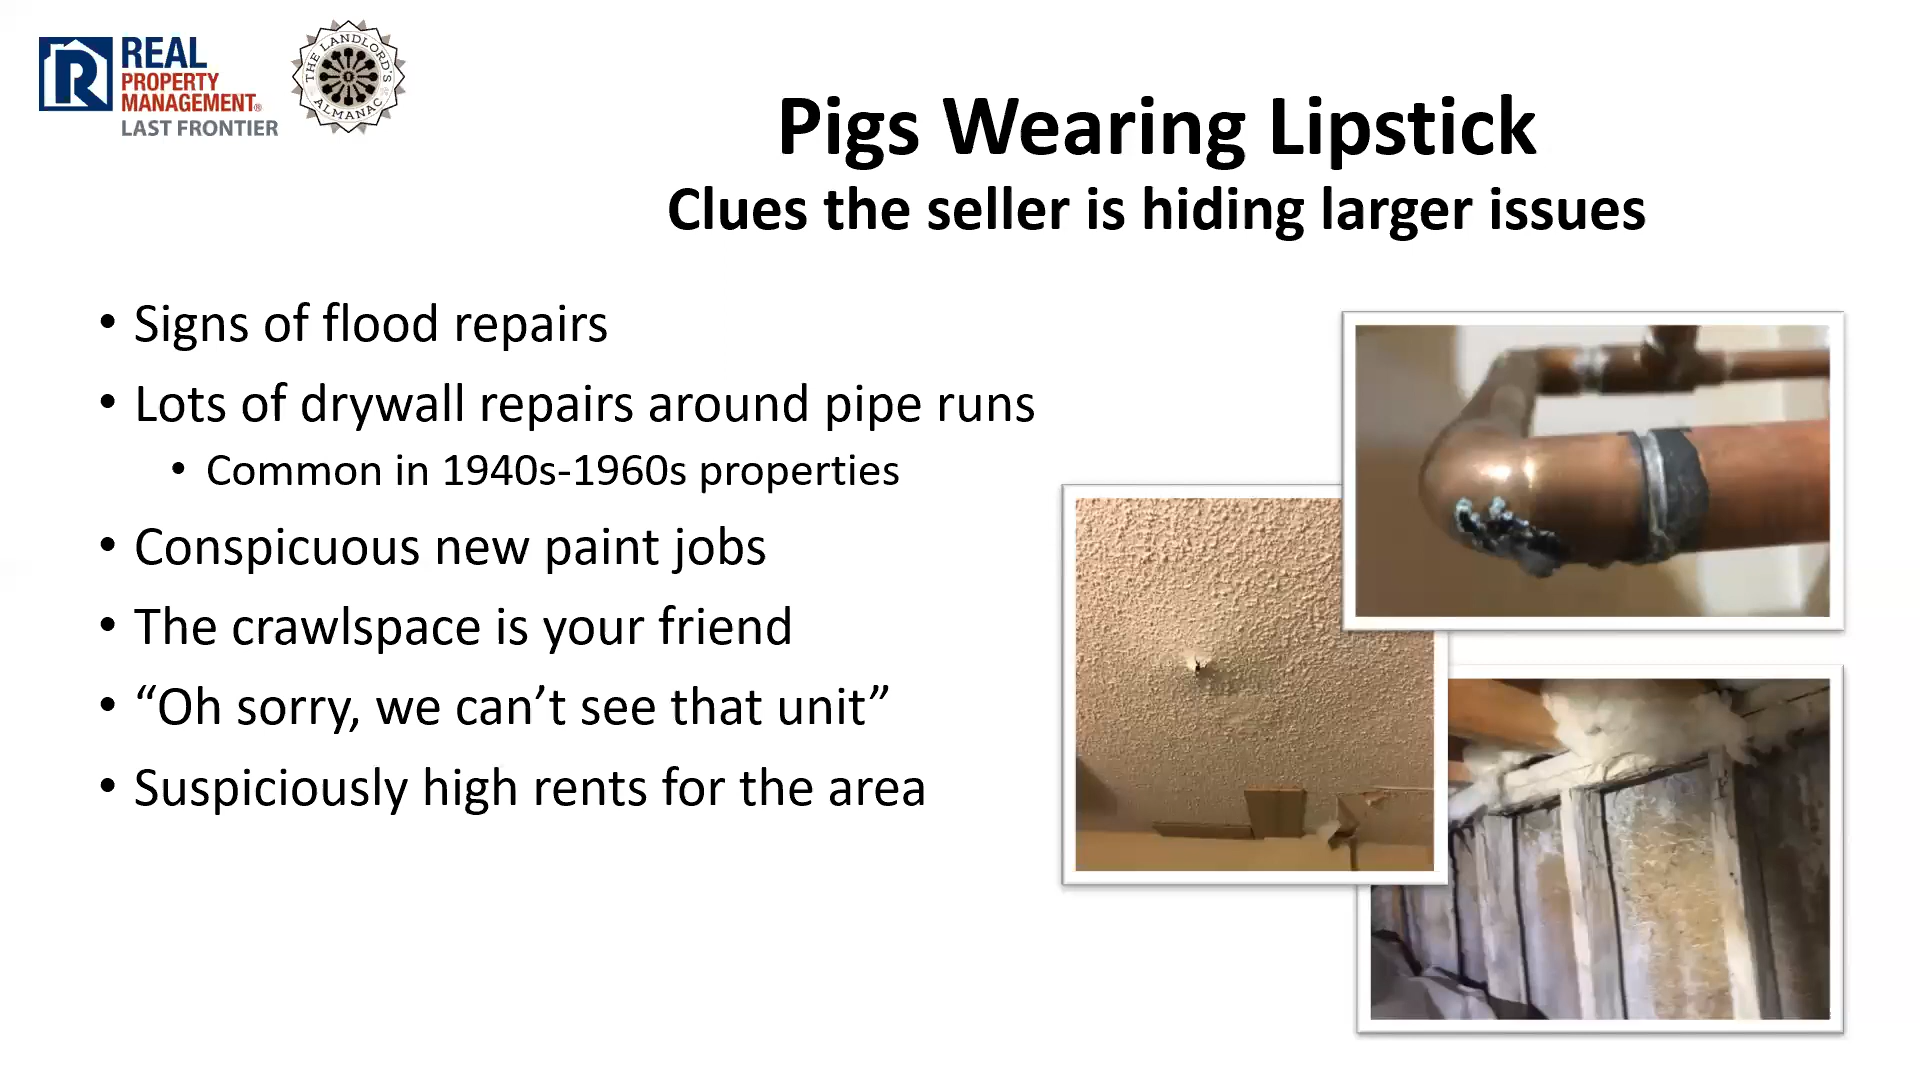 REAL
PROPERTY
MANAGEMENT®
LAST FRONTIER
THE LANDLORD'S
ALMANAC
Pigs Wearing Lipstick
Clues the seller is hiding larger issues
• Signs of flood repairs
• Lots of drywall repairs around pipe runs
• Common in 1940s-1960s properties
• Conspicuous new paint jobs
• The crawlspace is your friend
• “Oh sorry, we can’t see that unit”
• Suspiciously high rents for the area